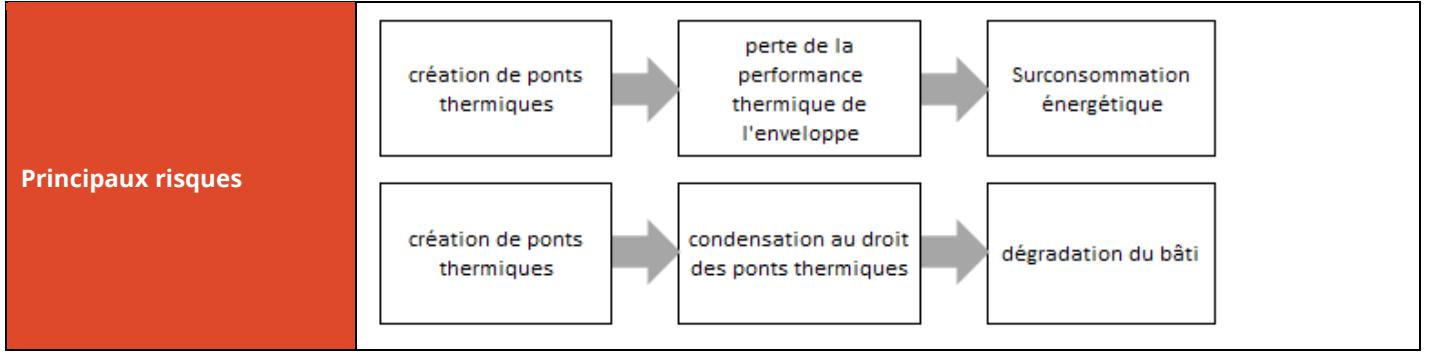 Principaux risques
création de ponts
thermiques
perte de la
performance
thermique de
l'enveloppe
Surconsommation
énergétique
création de ponts
thermiques
condensation au droit
des ponts thermiques
dégradation du bâti